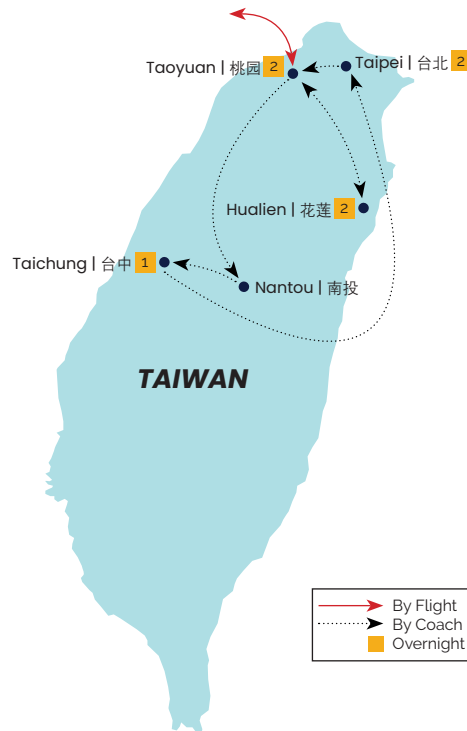 Taoyuan | 桃园 2
Taipei | 台北 2
Hualien | 花莲 2
Taichung | 台中 1
Nantou | 南投
TAIWAN
By Flight
By Coach
Overnight